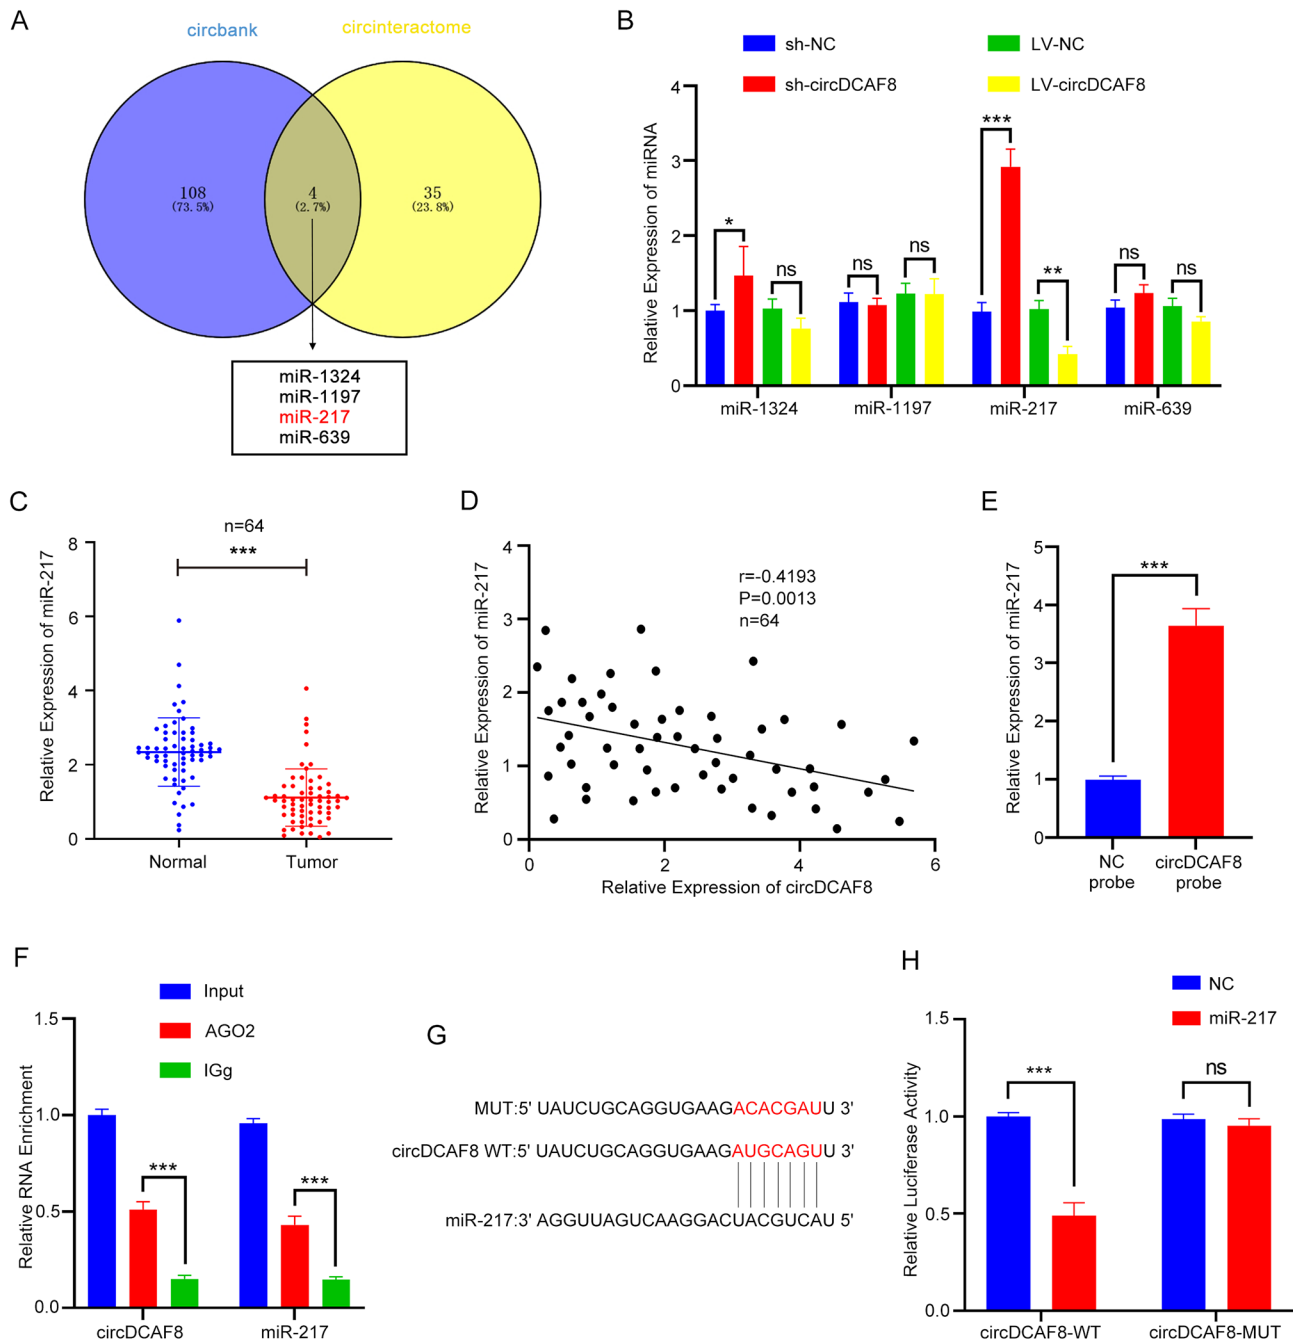 A
circbank
circinteractome
108
(73.5%)
4
(2.7%)
35
(23.8%)
miR-1324
miR-1197
miR-217
miR-639
B
sh-NC
LV-NC
sh-circDCAF8
LV-circDCAF8
Relative Expression of miRNA
4
3
2
1
0
*
ns
ns
ns
***
**
ns
ns
miR-1324
miR-1197
miR-217
miR-639
C
n=64
***
Relative Expression of miR-217
8
6
4
2
0
Normal
Tumor
D
r=-0.4193
P=0.0013
n=64
Relative Expression of miR-217
4
3
2
1
0
0
2
4
6
Relative Expression of circDCAF8
E
***
Relative Expression of miR-217
5
4
3
2
1
0
NC
probe
circDCAF8
probe
F
Input
AGO2
IGg
Relative RNA Enrichment
1.5
1.0
0.5
0.0
***
***
circDCAF8
miR-217
G
MUT:5' UAUCUGCAGGUGAAGACACGAUU 3'
circDCAF8 WT:5' UAUCUGCAGGUGAAGAUGCAGUU 3'
miR-217:3' AGGUUAGUCAAGGACUACGUCAU 5'
H
NC
miR-217
Relative Luciferase Activity
1.5
1.0
0.5
0.0
***
ns
circDCAF8-WT
circDCAF8-MUT